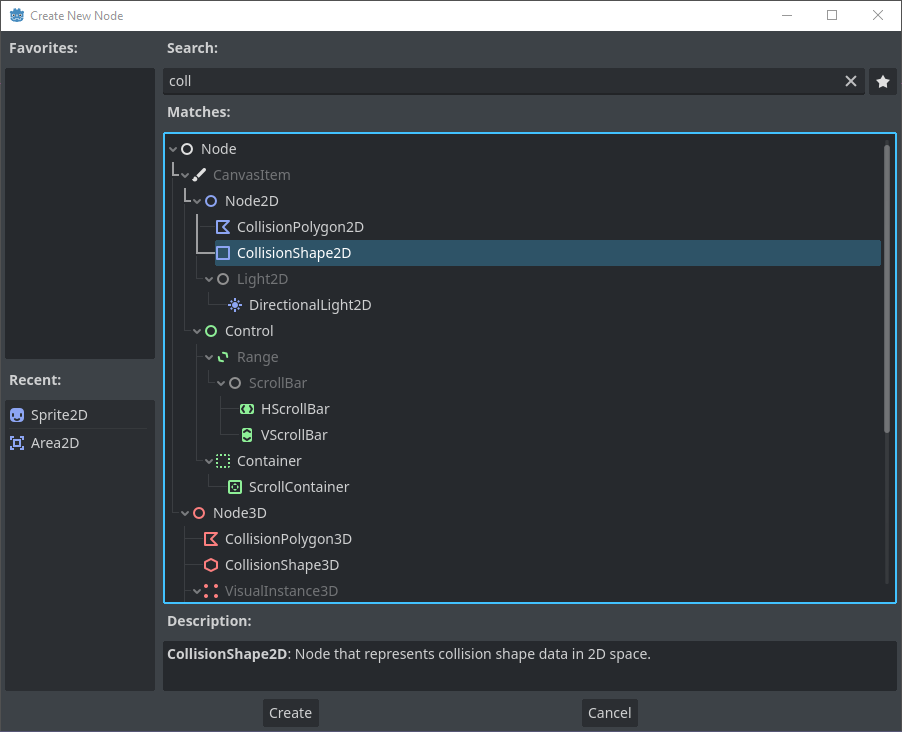 Create New Node
Favorites:
Search:
coll
Matches:
Node
CanvasItem
Node2D
CollisionPolygon2D
CollisionShape2D
Light2D
DirectionalLight2D
Control
Range
ScrollBar
HScrollBar
VScrollBar
Container
ScrollContainer
Node3D
CollisionPolygon3D
CollisionShape3D
VisualInstance3D
Recent:
Sprite2D
Area2D
Description:
CollisionShape2D: Node that represents collision shape data in 2D space.
Create
Cancel